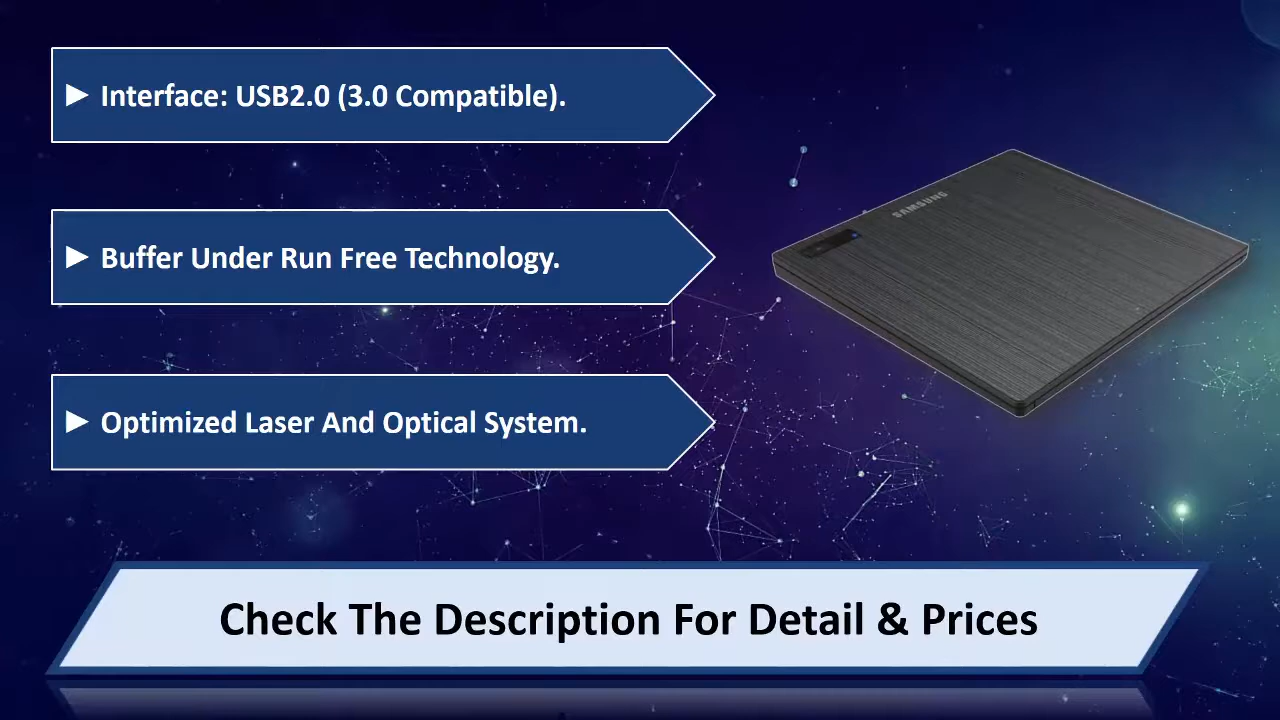 ► Interface: USB2.0 (3.0 Compatible).
SAMSUNG
► Buffer Under Run Free Technology.
► Optimized Laser And Optical System.
Check The Description For Detail & Prices